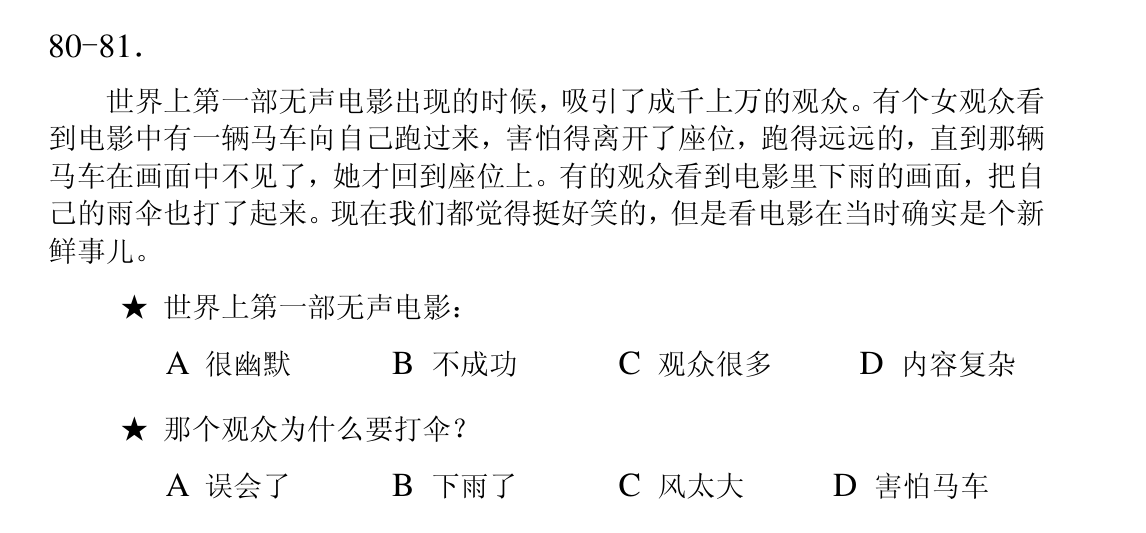 80-81.
世界上第一部无声电影出现的时候，吸引了成千上万的观众。有个女观众看
到电影中有一辆马车向自己跑过来，害怕得离开了座位，跑得远远的，直到那辆
马车在画面中不见了，她才回到座位上。有的观众看到电影里下雨的画面，把自
己的雨伞也打了起来。现在我们都觉得挺好笑的，但是看电影在当时确实是个新
鲜事儿。
★ 世界上第一部无声电影：
A 很幽默 B 不成功 C 观众很多 D 内容复杂
★ 那个观众为什么要打伞？
A 误会了 B 下雨了 C 风太大 D 害怕马车